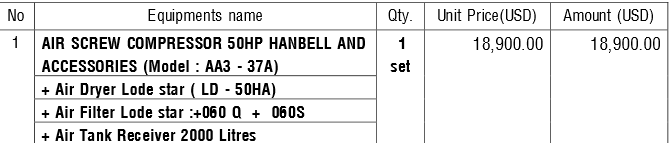 No Equipments name Qty. Unit Price(USD) Amount (USD)
1 AIR SCREW COMPRESSOR 50HP HANBELL AND 1 18,900.00 18,900.00
ACCESSORIES (Model : AA3 - 37A) set
+ Air Dryer Lode star ( LD - 50HA)
+ Air Filter Lode star :+060 Q + 060S
+ Air Tank Receiver 2000 Litres